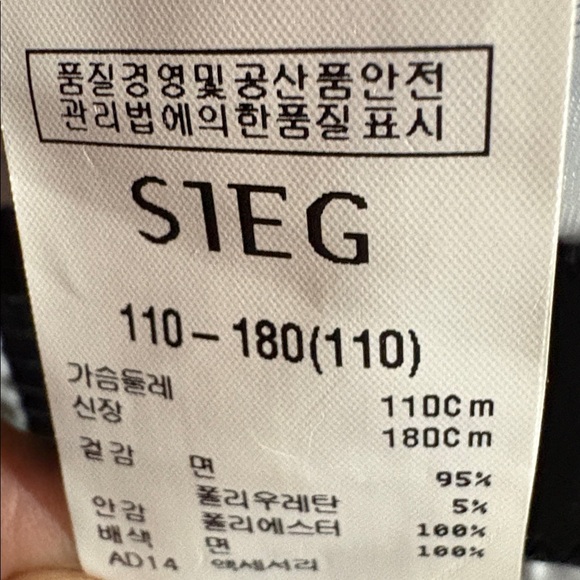 품질경영및공산품안전
관리법에의한품질표시
SIEG
110-180(110)
가슴둘레 110Cm
신장 180Cm
겉감 면 95%
폴리우레탄 5%
안감 폴리에스터 100%
배색 면 100%
AD14 액세서리